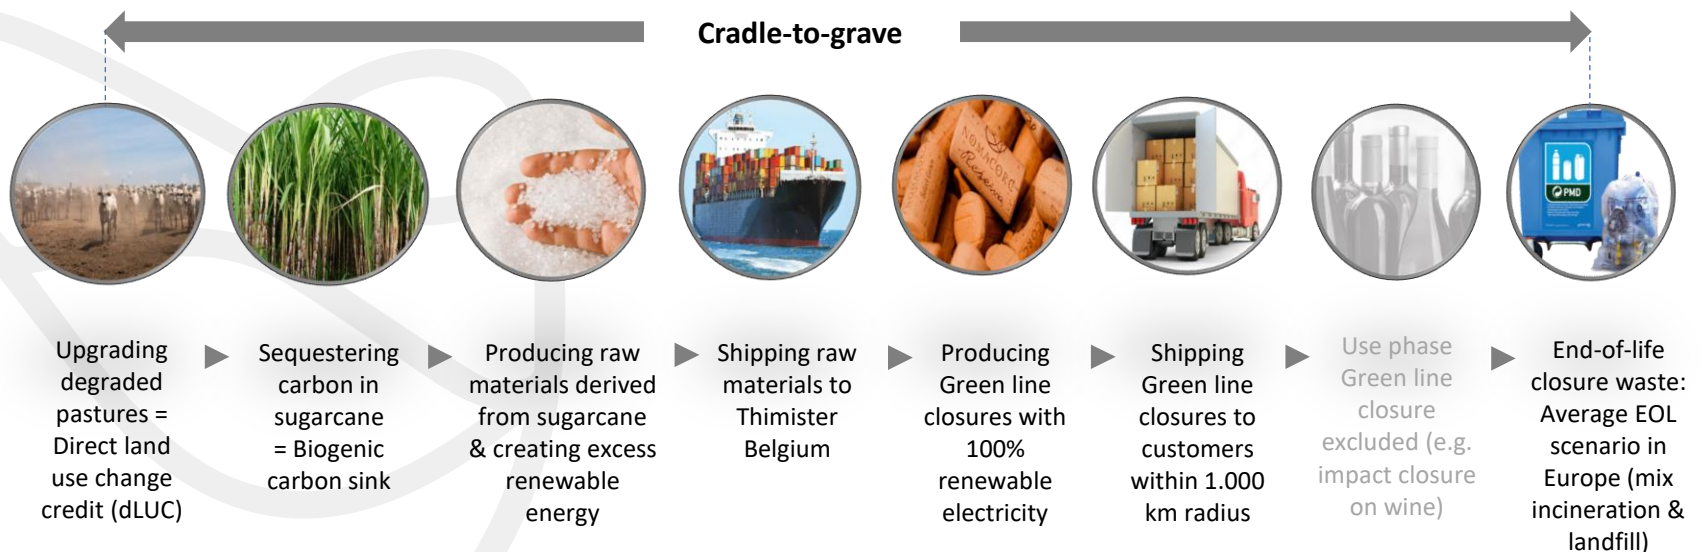 Cradle-to-grave
NOMACORC
Reserva
PMD
Upgrading
degraded
pastures =
Direct land
use change
credit (dLUC)
Sequestering
carbon in
sugarcane
= Biogenic
carbon sink
Producing raw
materials derived
from sugarcane
& creating excess
renewable
energy
Shipping raw
materials to
Thimister
Belgium
Producing
Green line
closures with
100%
renewable
electricity
Shipping
Green line
closures to
customers
within 1.000
km radius
Use phase
Green line
closure
excluded (e.g.
impact closure
on wine)
End-of-life
closure waste:
Average EOL
scenario in
Europe (mix
incineration &
landfill)